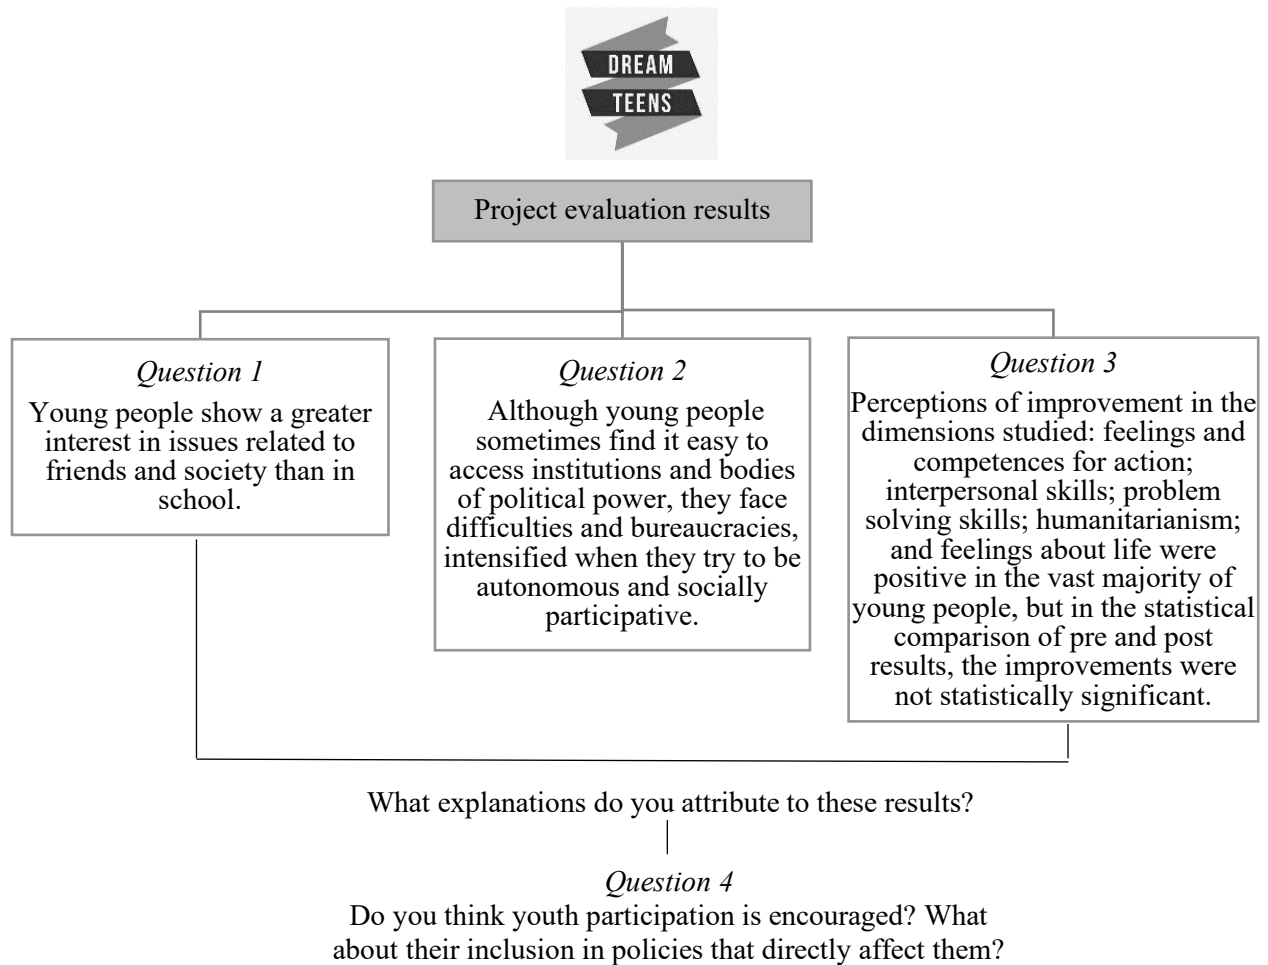 DREAM
TEENS
Project evaluation results
Question 1
Young people show a greater
interest in issues related to
friends and society than in
school.
Question 2
Although young people
sometimes find it easy to
access institutions and bodies
of political power, they face
difficulties and bureaucracies,
intensified when they try to be
autonomous and socially
participative.
Question 3
Perceptions of improvement in the
dimensions studied: feelings and
competences for action;
interpersonal skills; problem
solving skills; humanitarianism;
and feelings about life were
positive in the vast majority of
young people, but in the statistical
comparison of pre and post
results, the improvements were
not statistically significant.
What explanations do you attribute to these results?
Question 4
Do you think youth participation is encouraged? What
about their inclusion in policies that directly affect them?